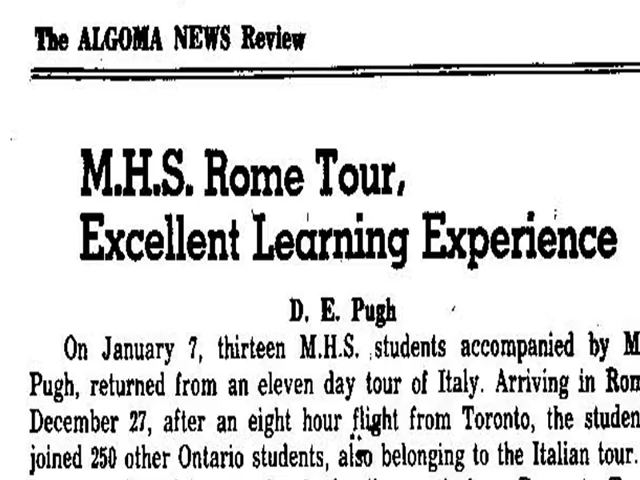 The ALGOMA NEWS Review
M.H.S. Rome Tour,
Excellent Learning Experience
D. E. Pugh
On January 7, thirteen M.H.S. students accompanied by M
Pugh, returned from an eleven day tour of Italy. Arriving in Rom
December 27, after an eight hour flight from Toronto, the studen
joined 250 other Ontario students, also belonging to the Italian tour.